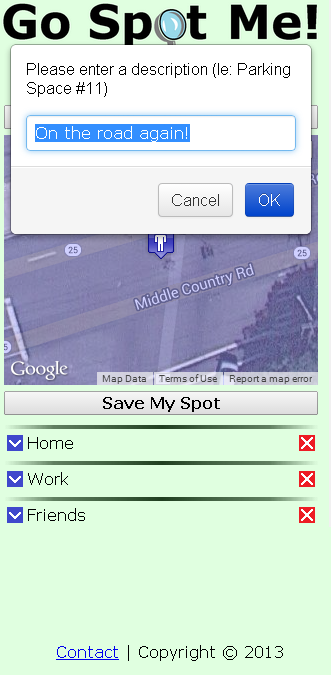 Go Spot Me!
Please enter a description (Ie: Parking
Space #11)
On the road again!
Cancel
OK
25
25
Middle Country Rd
25
Google
Map Data
Terms of Use
Report a map error
Save My Spot
Home
Work
Friends
Contact | Copyright © 2013